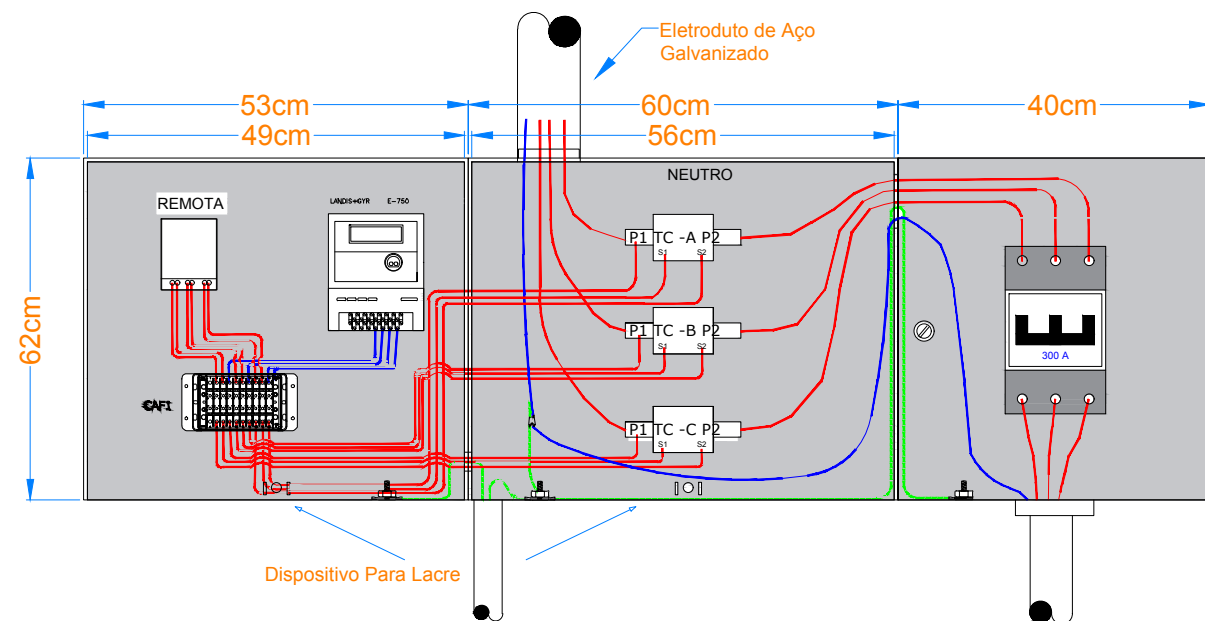 Eletroduto de Aço
Galvanizado
53cm
60cm
40cm
49cm
56cm
62cm
NEUTRO
REMOTA
LANDIS+GYR E-750
P1 TC -A P2
S1 S2
P1 TC -B P2
S1 S2
300 A
CAFI
P1 TC -C P2
S1 S2
Dispositivo Para Lacre